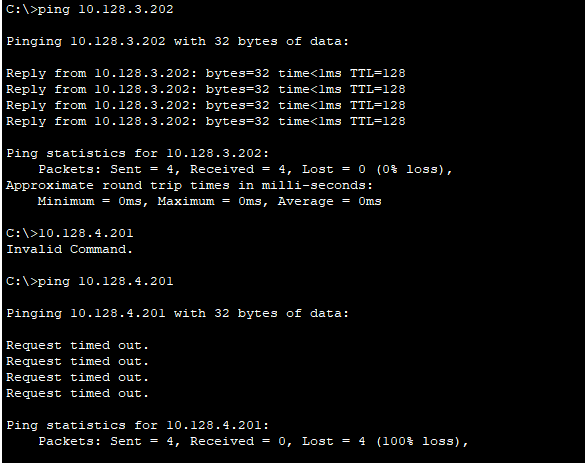 C:\>ping 10.128.3.202
Pinging 10.128.3.202 with 32 bytes of data:
Reply from 10.128.3.202: bytes=32 time<1ms TTL=128
Reply from 10.128.3.202: bytes=32 time<1ms TTL=128
Reply from 10.128.3.202: bytes=32 time<1ms TTL=128
Reply from 10.128.3.202: bytes=32 time<1ms TTL=128
Ping statistics for 10.128.3.202:
    Packets: Sent = 4, Received = 4, Lost = 0 (0% loss),
Approximate round trip times in milli-seconds:
    Minimum = 0ms, Maximum = 0ms, Average = 0ms
C:\>10.128.4.201
Invalid Command.
C:\>ping 10.128.4.201
Pinging 10.128.4.201 with 32 bytes of data:
Request timed out.
Request timed out.
Request timed out.
Request timed out.
Ping statistics for 10.128.4.201:
    Packets: Sent = 4, Received = 0, Lost = 4 (100% loss),